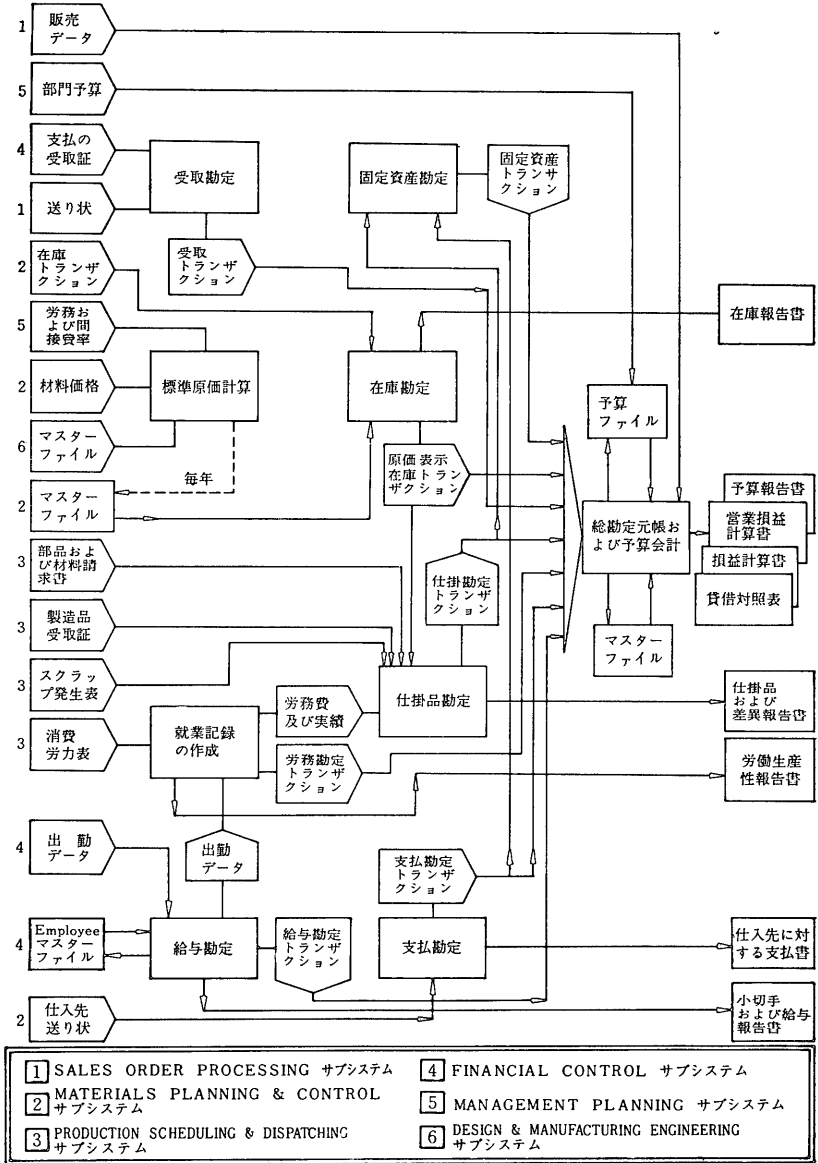 1
販売
データ
5
部門予算
4
支払の
受取証
受取勘定
固定資産勘定
固定資産
トランザ
クション
1
送り状
2
在庫
トランザ
クション
受取
トランザ
クション
5
労務お
よび間
接費率
在庫報告書
2
材料価格
標準原価計算
在庫勘定
予算
ファイル
6
マスター
ファイル
毎年
原価表示
在庫トラン
ザクション
2
マスター
ファイル
総勘定元帳お
よび予算会計
予算報告書
営業損益
計算書
損益計算書
貸借対照表
3
部品およ
び材料請
求書
仕掛勘定
トランザ
クション
3
製造品
受取証
マスター
ファイル
3
スクラッ
プ発生表
労務費
及び実績
仕掛品勘定
仕掛品
および
差異報告書
3
消費
労力表
就業記録
の作成
労務勘定
トランザ
クション
労働生産
性報告書
4
出 勤
データ
出勤
データ
支払勘定
トランザ
クション
4
Employee
マスター
ファイル
給与勘定
給与勘定
トランザ
クション
支払勘定
仕入先に対
する支払書
2
仕入先
送り状
小切手
および給与
報告書
1 SALES ORDER PROCESSING サブシステム
2 MATERIALS PLANNING & CONTROL
サブシステム
3 PRODUCTION SCHEDULING & DISPATCHING
サブシステム
4 FINANCIAL CONTROL サブシステム
5 MANAGEMENT PLANNING サブシステム
6 DESIGN & MANUFACTURING ENGINEERING
サブシステム